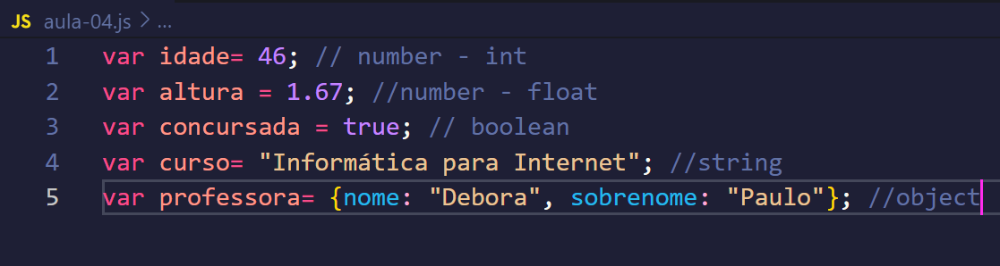 JS aula-04.js > ...
1 var idade= 46; // number - int
2 var altura = 1.67; //number - float
3 var concursada = true; // boolean
4 var curso= "Informática para Internet"; //string
5 var professora= {nome: "Debora", sobrenome: "Paulo"}; //object